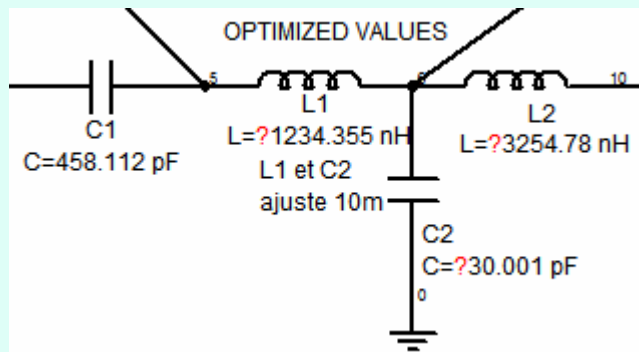 OPTIMIZED VALUES
5
6
10
C1
C=458.112 pF
L1
L=?1234.355 nH
L1 et C2
ajuste 10m
L2
L=?3254.78 nH
C2
C=?30.001 pF
0